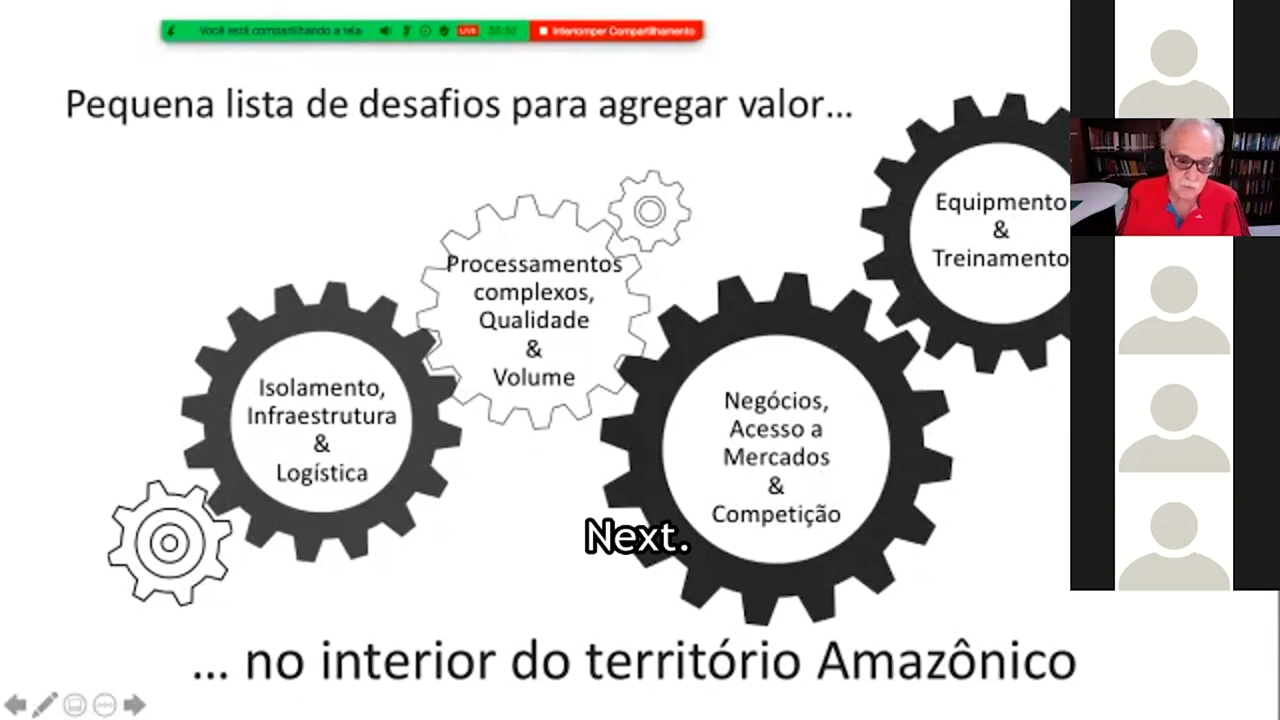 Você está compartilhando a tela
LIVE
Interromper Compartilhamento
Pequena lista de desafios para agregar valor...
Equipmento
&
Treinamento
Processamentos
complexos,
Qualidade
&
Volume
Isolamento,
Infraestrutura
&
Logística
Negócios,
Acesso a
Mercados
&
Competição
Next.
... no interior do território Amazônico